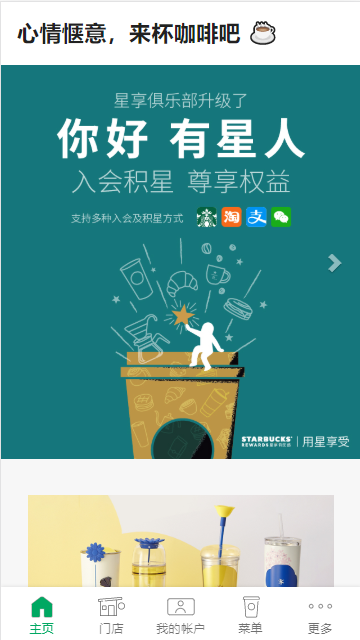 心情惬意，来杯咖啡吧 ☕
星享俱乐部升级了
你好 有星人
入会积星 尊享权益
支持多种入会及积星方式
淘 支
STARBUCKS®
REWARDS 星享俱乐部
用星享受
主页 门店 我的帐户 菜单 更多